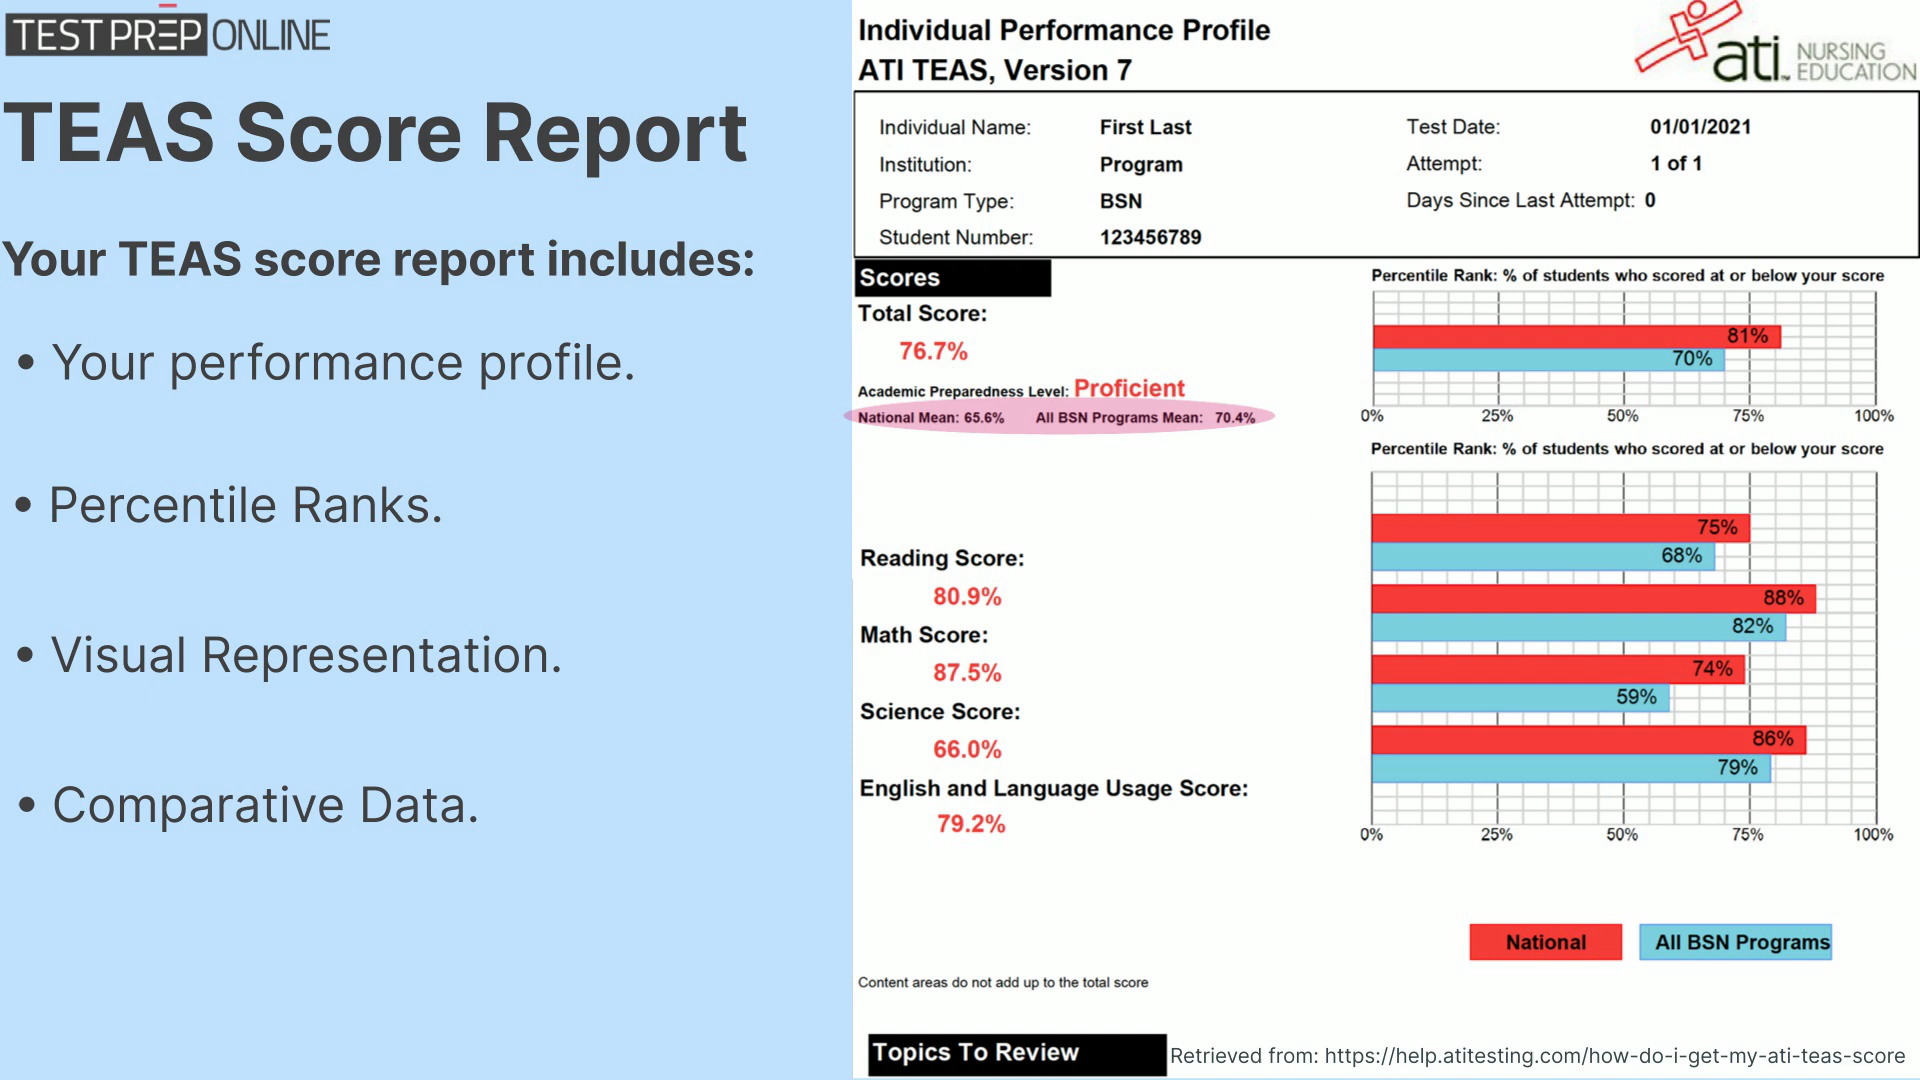 TEST PREP ONLINE
TEAS Score Report
Your TEAS score report includes:
• Your performance profile.
• Percentile Ranks.
• Visual Representation.
• Comparative Data.
Individual Performance Profile
ATI TEAS, Version 7
ati NURSING EDUCATION
Individual Name: First Last Test Date: 01/01/2021
Institution: Program Attempt: 1 of 1
Program Type: BSN Days Since Last Attempt: 0
Student Number: 123456789
Scores
Total Score:
76.7%
Academic Preparedness Level: Proficient
National Mean: 65.6% All BSN Programs Mean: 70.4%
Percentile Rank: % of students who scored at or below your score
81%
70%
0% 25% 50% 75% 100%
Reading Score:
80.9%
Math Score:
87.5%
Science Score:
66.0%
English and Language Usage Score:
79.2%
Percentile Rank: % of students who scored at or below your score
75%
68%
88%
82%
74%
59%
86%
79%
0% 25% 50% 75% 100%
National All BSN Programs
Content areas do not add up to the total score
Topics To Review
Retrieved from: https://help.atitesting.com/how-do-i-get-my-ati-teas-score